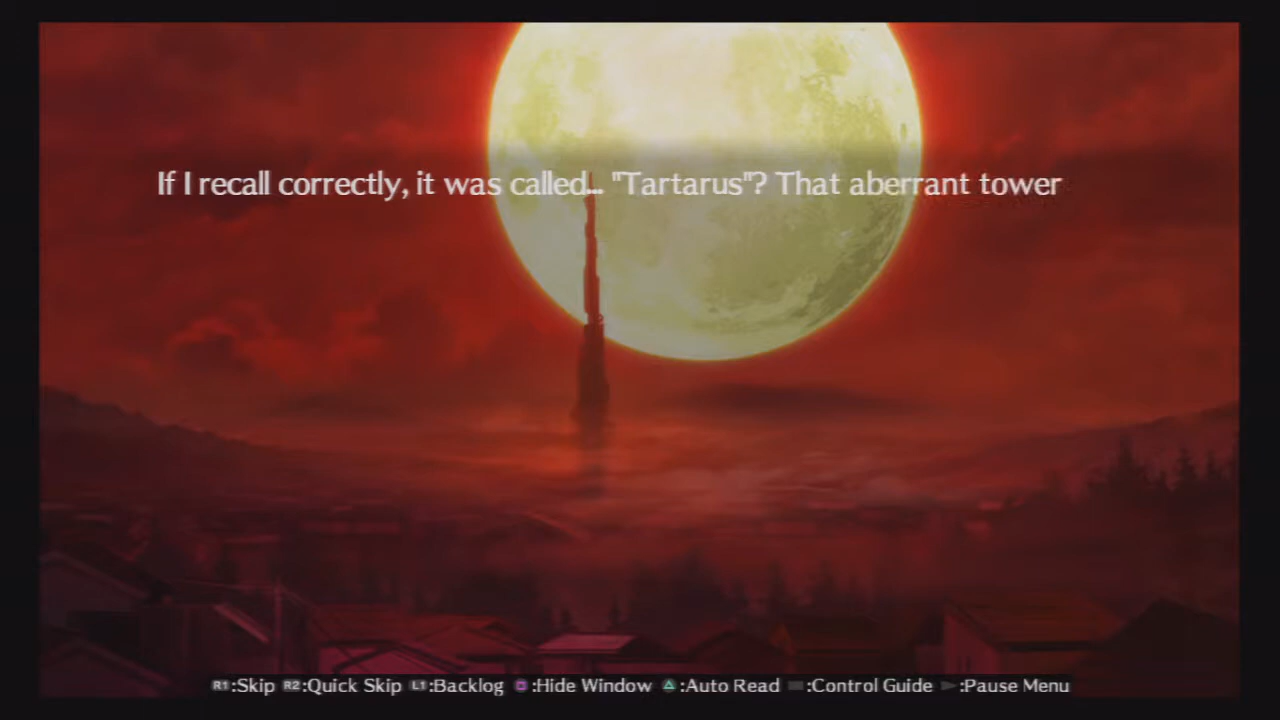 If I recall correctly, it was called... "Tartarus"? That aberrant tower
R1:Skip R2:Quick Skip L1:Backlog :Hide Window :Auto Read :Control Guide :Pause Menu